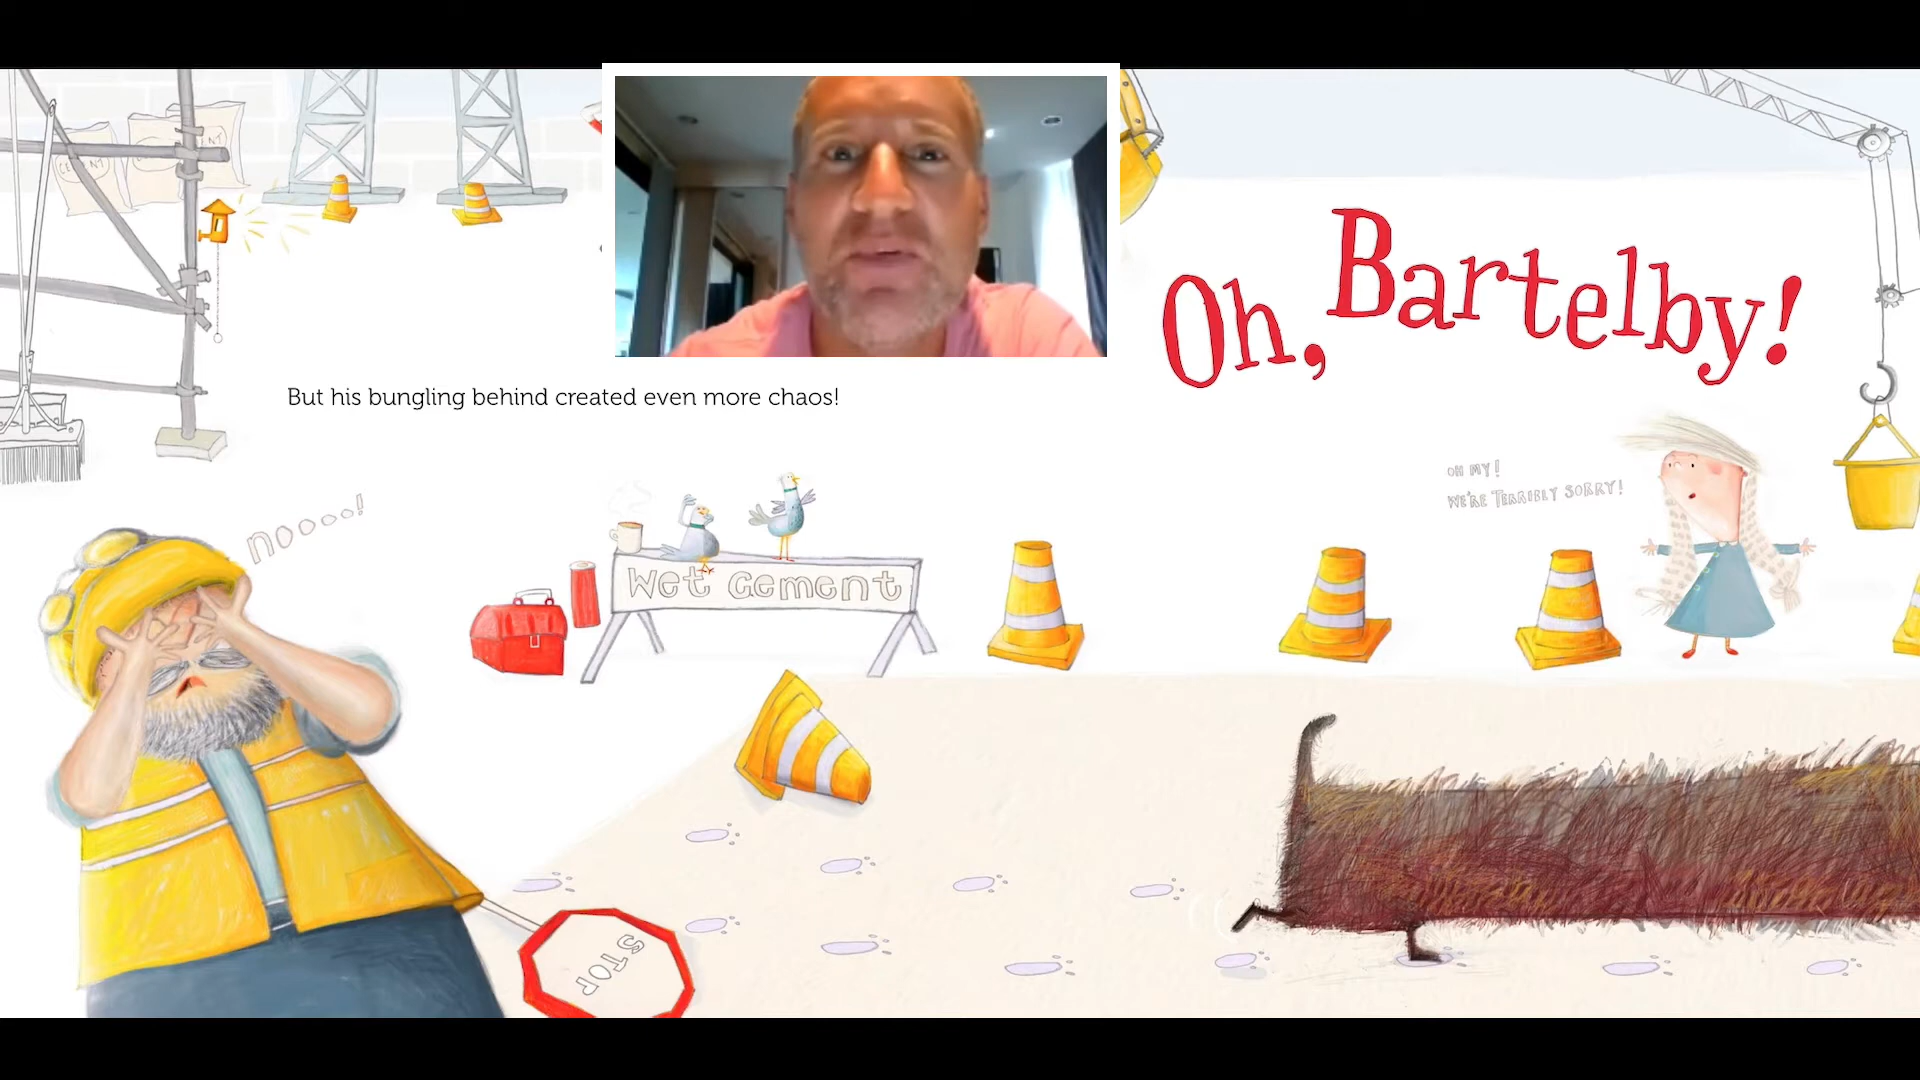 CEMENT
But his bungling behind created even more chaos!
Oh, Bartelby!
OH MY!
WE'RE TERRIBLY SORRY!
Noooo!
Wet Cement
STOP